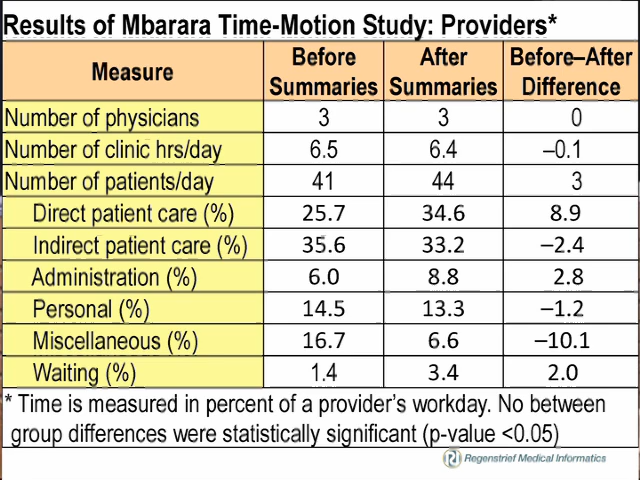 Results of Mbarara Time-Motion Study: Providers*
Measure Before Summaries After Summaries Before–After Difference
Number of physicians 3 3 0
Number of clinic hrs/day 6.5 6.4 –0.1
Number of patients/day 41 44 3
Direct patient care (%) 25.7 34.6 8.9
Indirect patient care (%) 35.6 33.2 –2.4
Administration (%) 6.0 8.8 2.8
Personal (%) 14.5 13.3 –1.2
Miscellaneous (%) 16.7 6.6 –10.1
Waiting (%) 1.4 3.4 2.0
* Time is measured in percent of a provider's workday. No between
group differences were statistically significant (p-value <0.05)
Regenstrief Medical Informatics